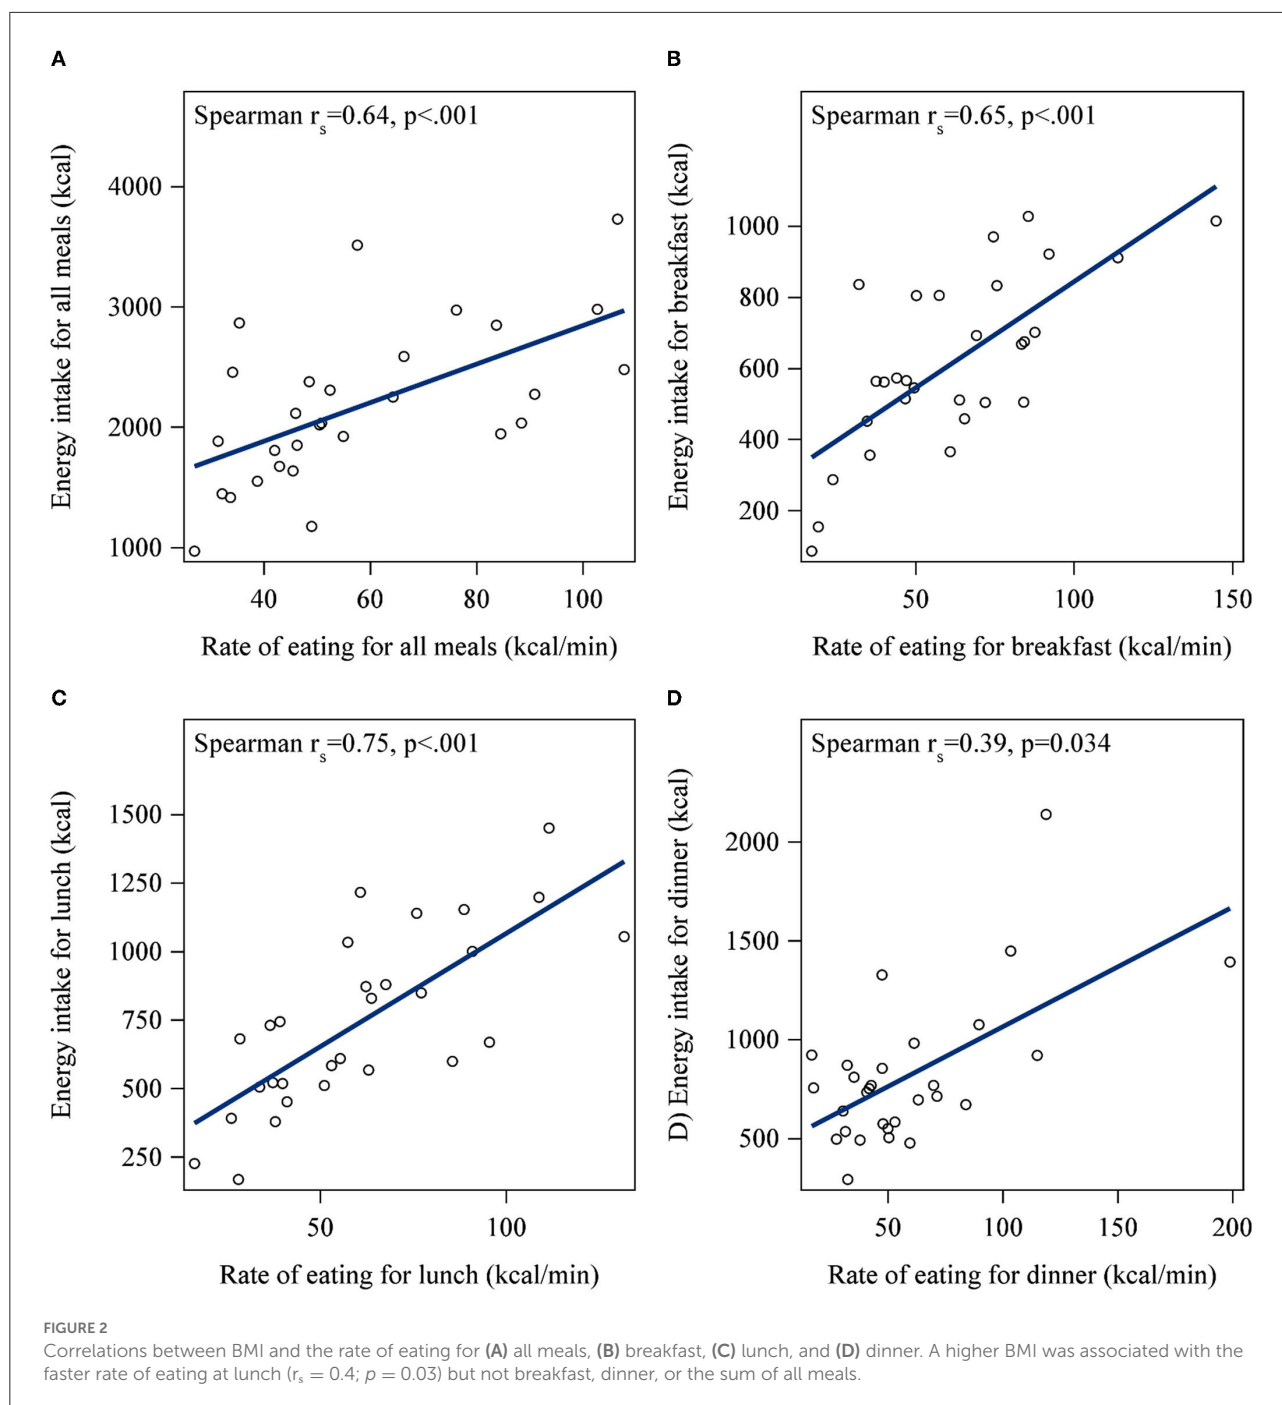 A
Spearman rs=0.64, p<.001
Energy intake for all meals (kcal)
4000
3000
2000
1000
40 60 80 100
Rate of eating for all meals (kcal/min)
B
Spearman rs=0.65, p<.001
Energy intake for breakfast (kcal)
1000
800
600
400
200
50 100 150
Rate of eating for breakfast (kcal/min)
C
Spearman rs=0.75, p<.001
Energy intake for lunch (kcal)
1500
1250
1000
750
500
250
50 100
Rate of eating for lunch (kcal/min)
D
Spearman rs=0.39, p=0.034
D) Energy intake for dinner (kcal)
2000
1500
1000
500
50 100 150 200
Rate of eating for dinner (kcal/min)
FIGURE 2
Correlations between BMI and the rate of eating for (A) all meals, (B) breakfast, (C) lunch, and (D) dinner. A higher BMI was associated with the
faster rate of eating at lunch (rs = 0.4; p = 0.03) but not breakfast, dinner, or the sum of all meals.